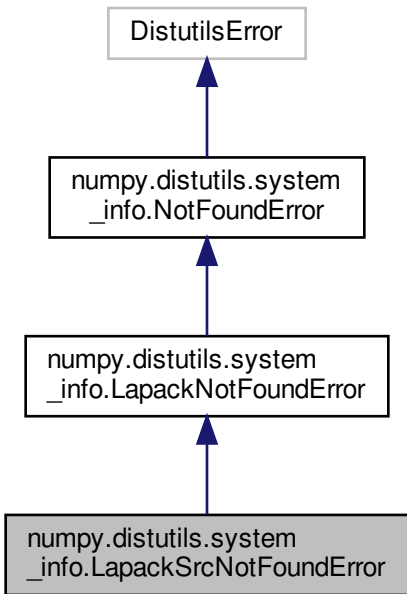 DistutilsError
numpy.distutils.system
_info.NotFoundError
numpy.distutils.system
_info.LapackNotFoundError
numpy.distutils.system
_info.LapackSrcNotFoundError